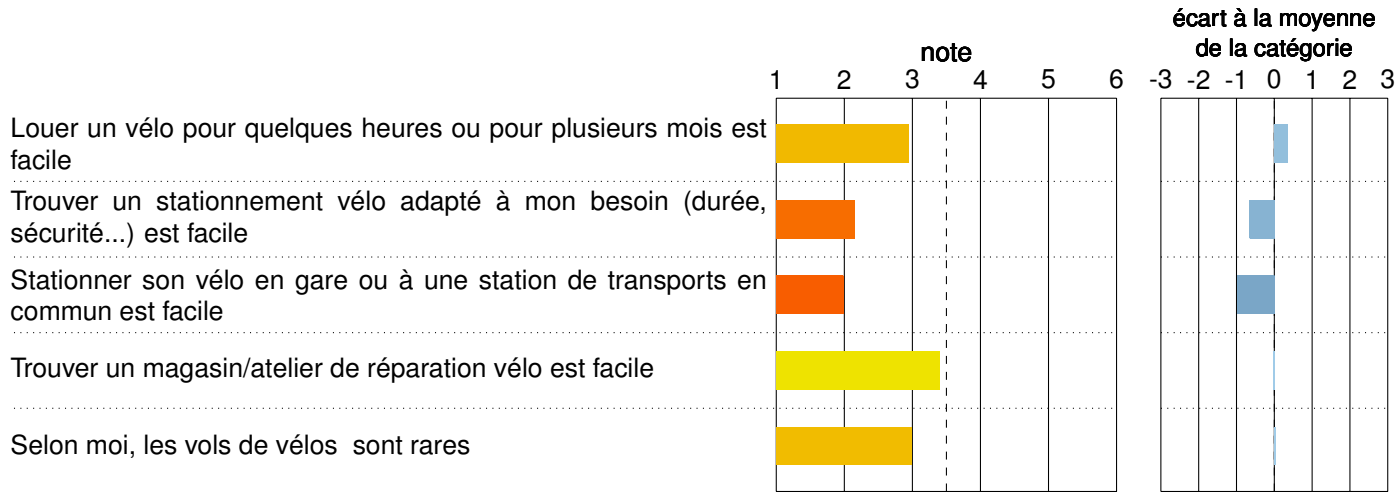 écart à la moyenne
note de la catégorie
1 2 3 4 5 6 -3 -2 -1 0 1 2 3
Louer un vélo pour quelques heures ou pour plusieurs mois est
facile
Trouver un stationnement vélo adapté à mon besoin (durée,
sécurité...) est facile
Stationner son vélo en gare ou à une station de transports en
commun est facile
Trouver un magasin/atelier de réparation vélo est facile
Selon moi, les vols de vélos sont rares